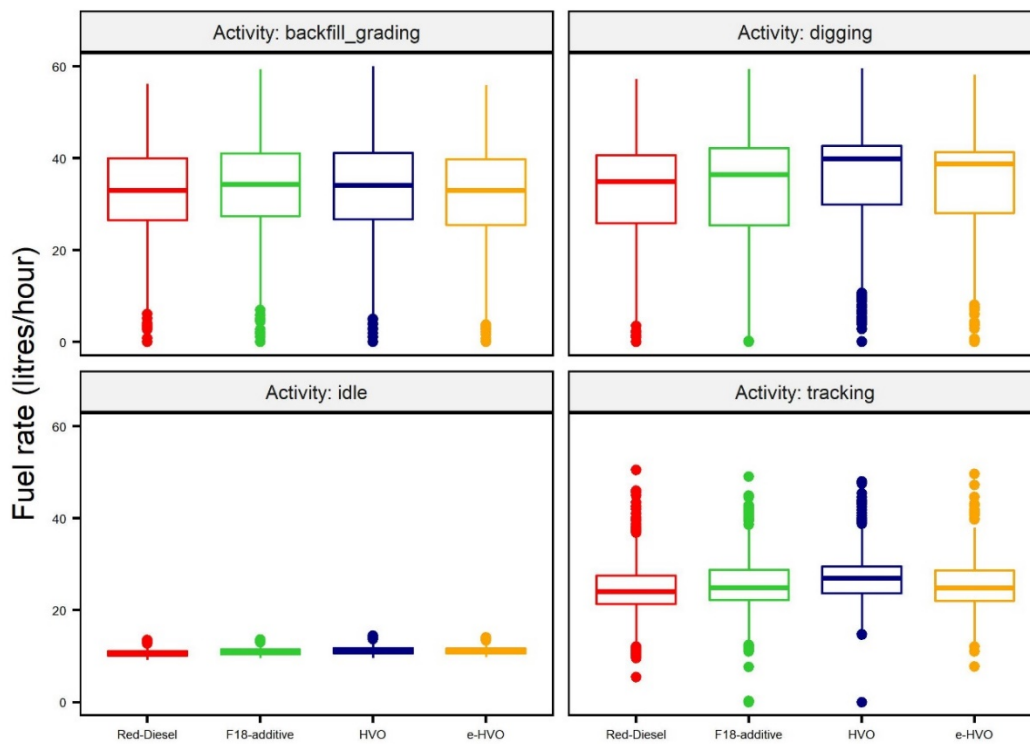 Activity: backfill_grading
Activity: digging
60
40
20
0
Activity: idle
Activity: tracking
60
40
20
0
Fuel rate (litres/hour)
Red-Diesel F18-additive HVO e-HVO
Red-Diesel F18-additive HVO e-HVO